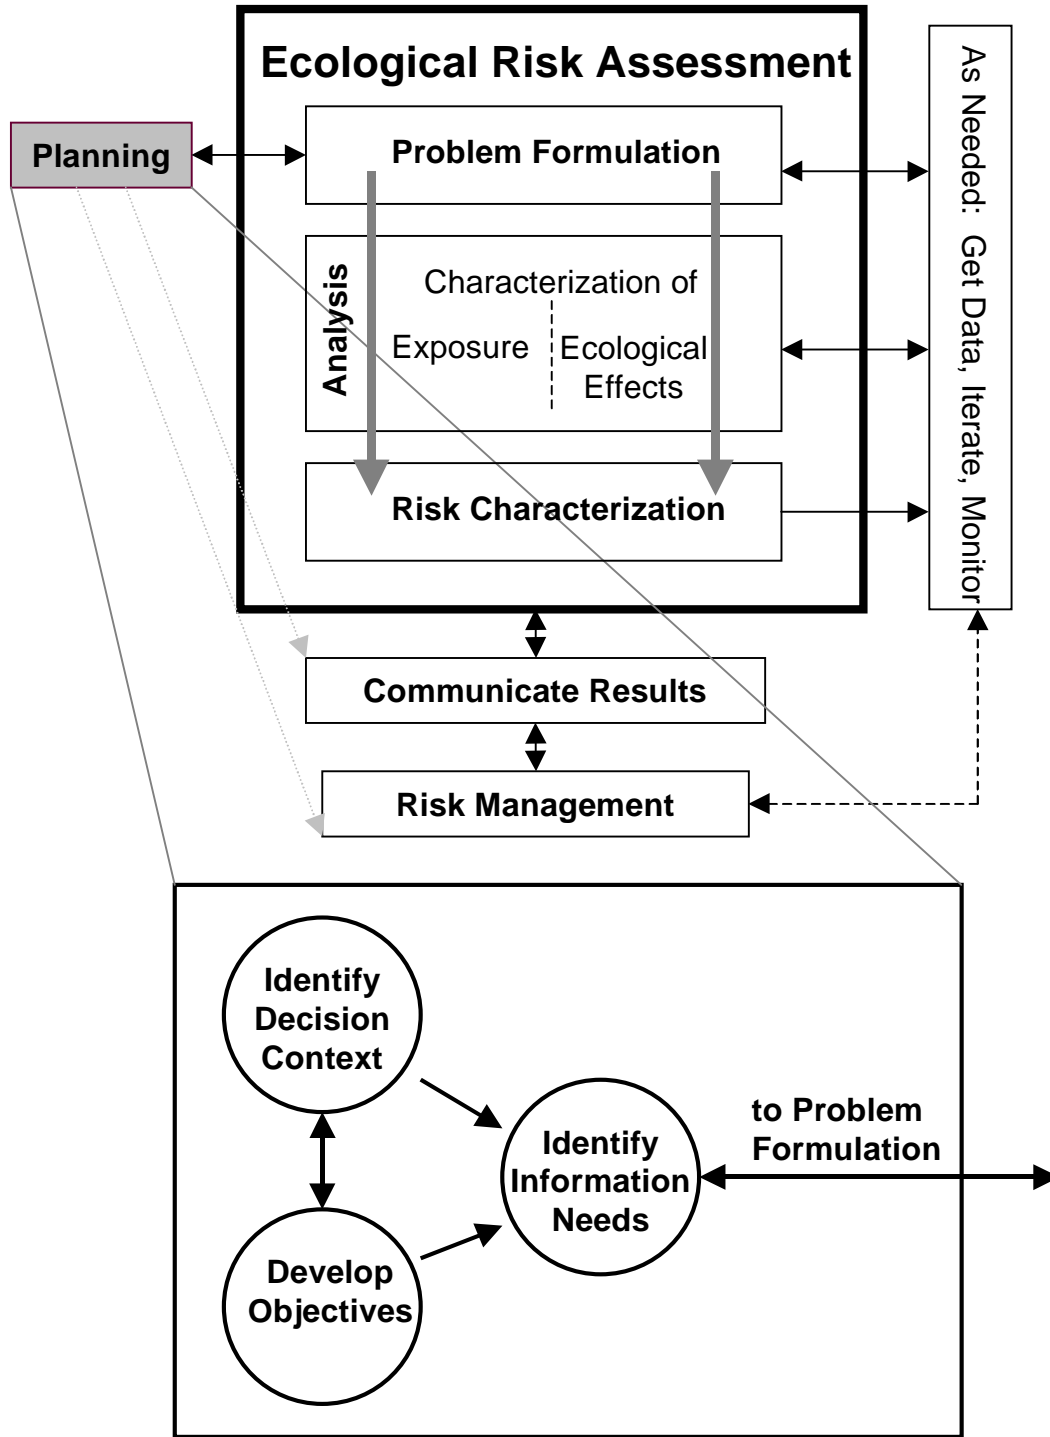 Ecological Risk Assessment
Planning
Problem Formulation
Analysis
Characterization of
Exposure
Ecological
Effects
Risk Characterization
As Needed: Get Data, Iterate, Monitor
Communicate Results
Risk Management
Identify
Decision
Context
Develop
Objectives
Identify
Information
Needs
to Problem
Formulation